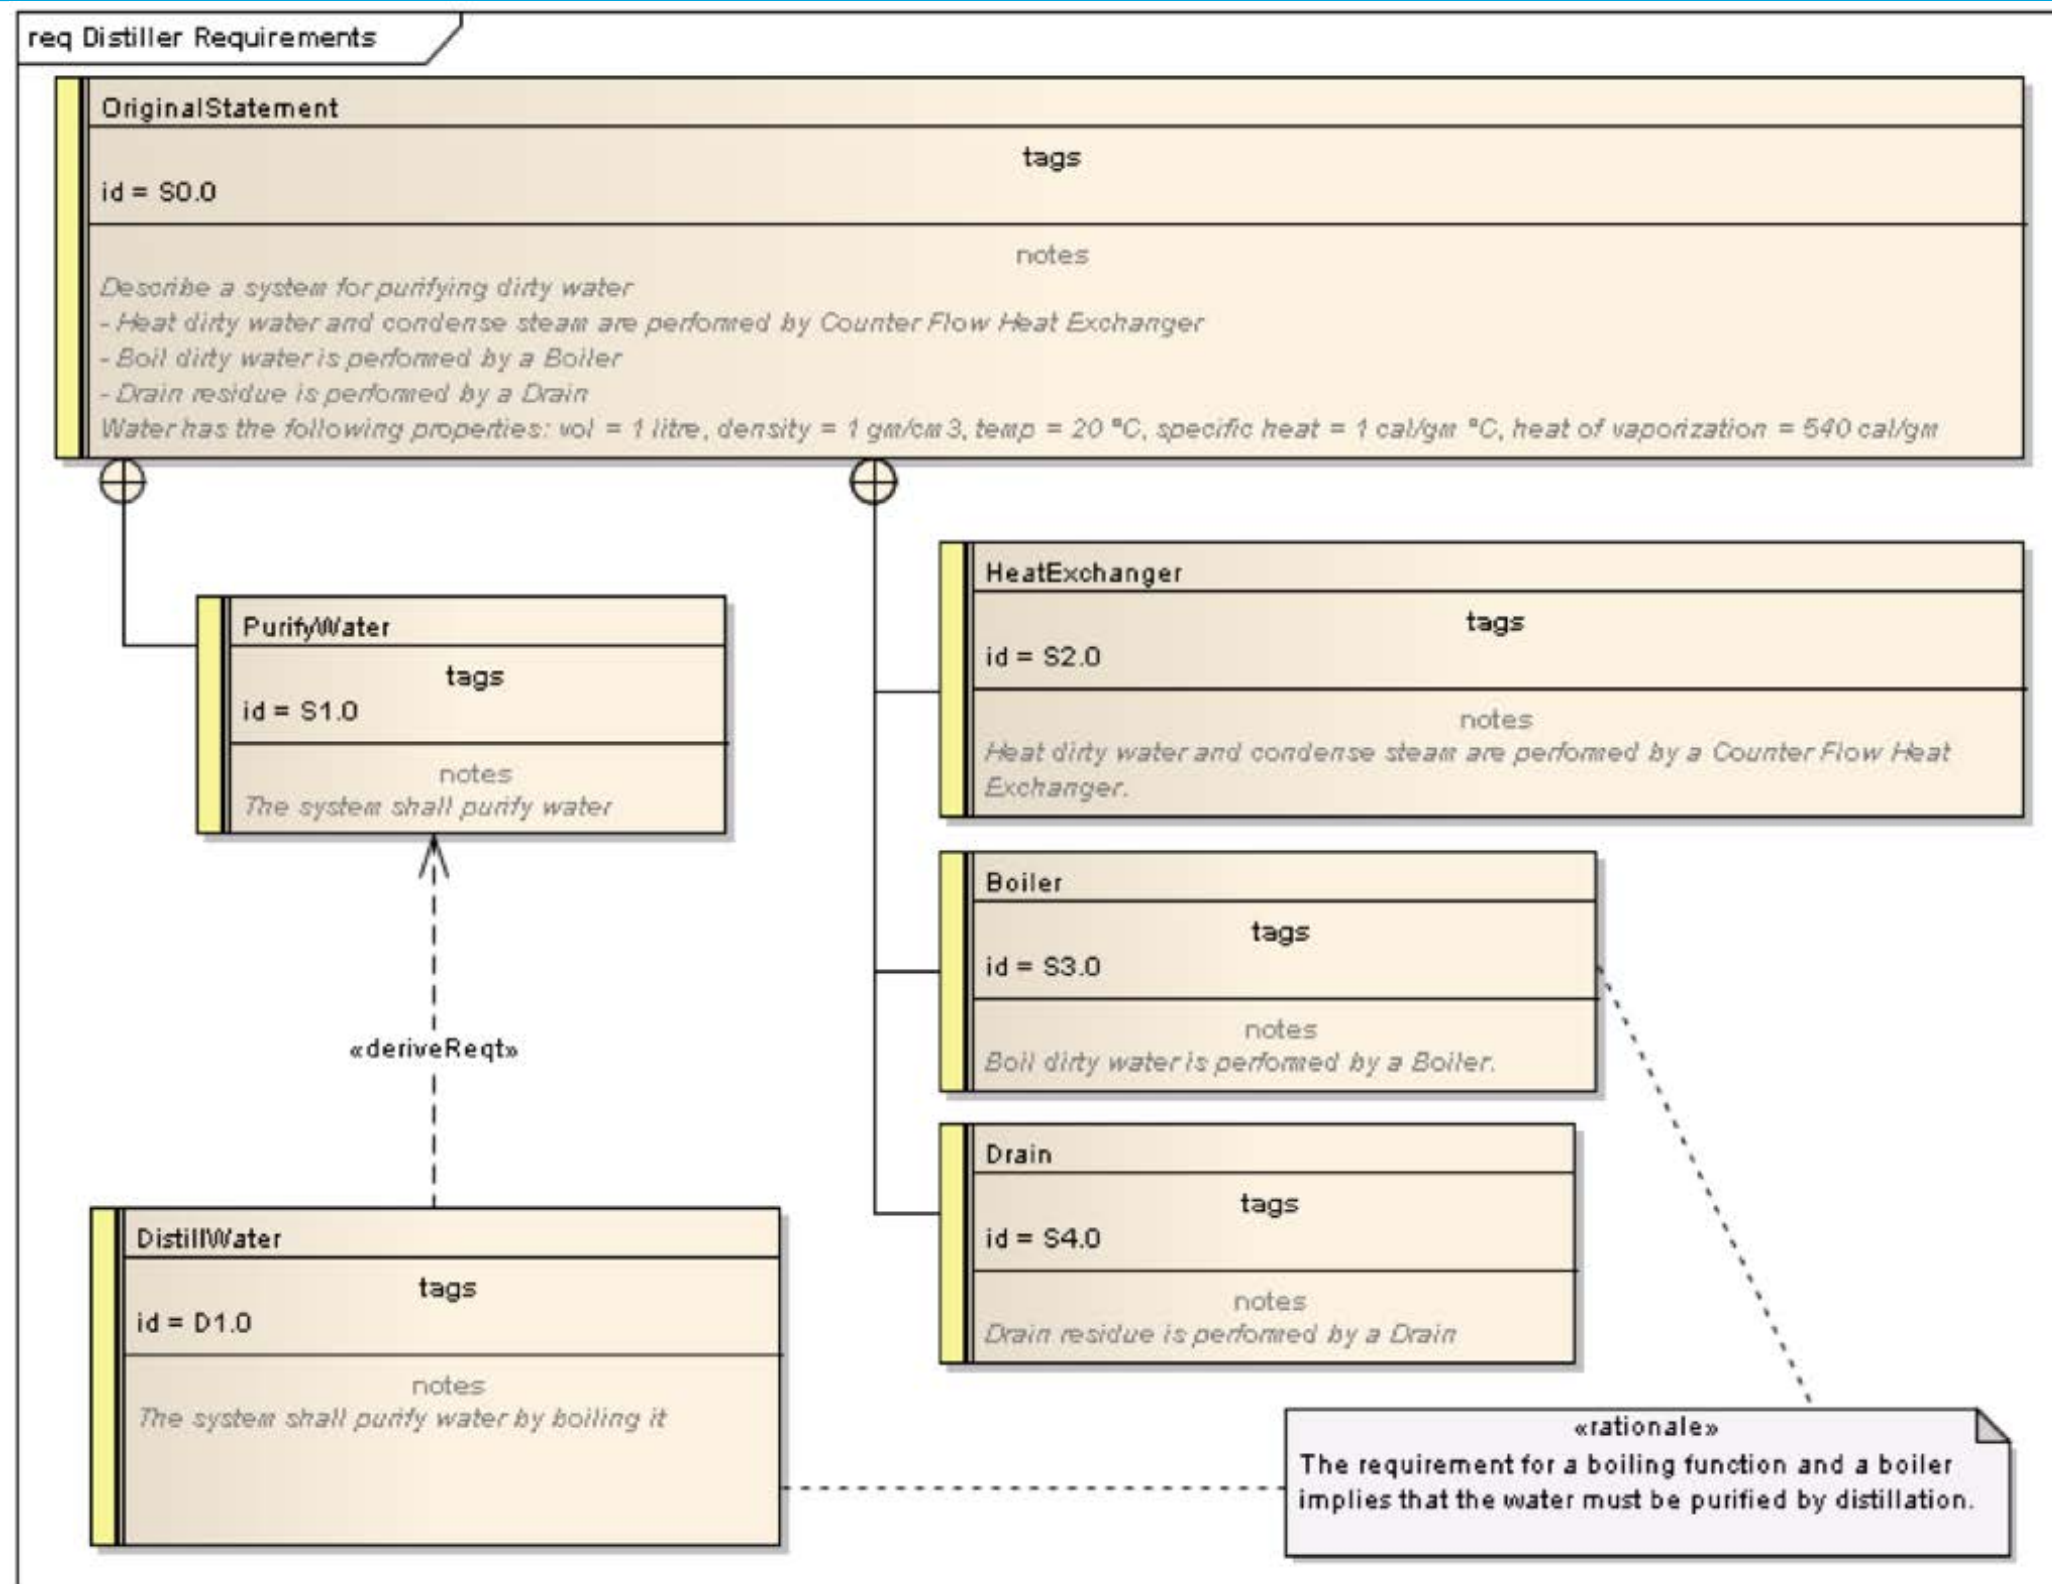 req Distiller Requirements
OriginalStatement
tags
id = S0.0
notes
Describe a system for purifying dirty water
- Heat dirty water and condense steam are performed by Counter Flow Heat Exchanger
- Boil dirty water is performed by a Boiler
- Drain residue is performed by a Drain
Water has the following properties: vol = 1 litre, density = 1 gm/cm3, temp = 20 °C, specific heat = 1 cal/gm °C, heat of vaporization = 540 cal/gm
PurifyWater
tags
id = S1.0
notes
The system shall purify water
HeatExchanger
tags
id = S2.0
notes
Heat dirty water and condense steam are performed by a Counter Flow Heat
Exchanger.
Boiler
tags
id = S3.0
notes
Boil dirty water is performed by a Boiler.
«deriveReqt»
Drain
tags
id = S4.0
notes
Drain residue is performed by a Drain
DistillWater
tags
id = D1.0
notes
The system shall purify water by boiling it
«rationale»
The requirement for a boiling function and a boiler
implies that the water must be purified by distillation.